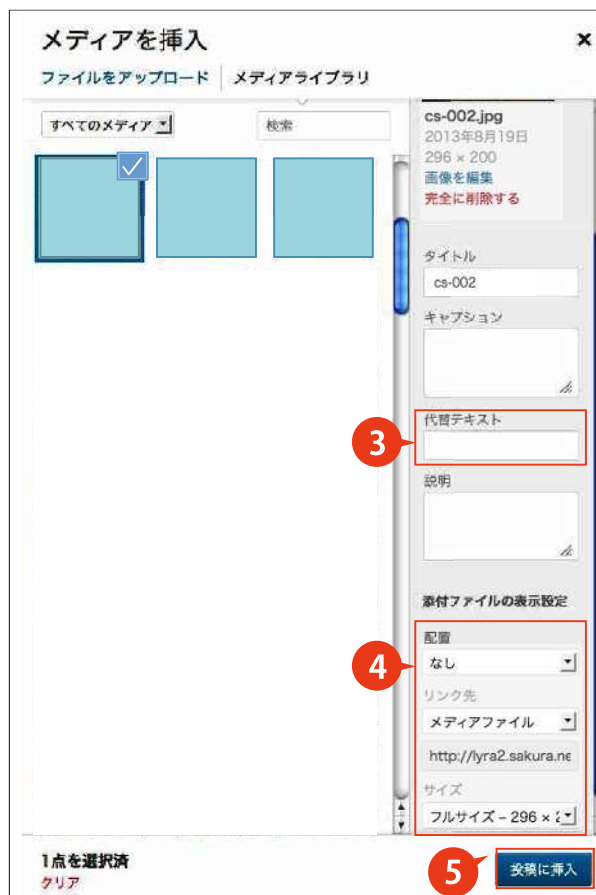 メディアを挿入
×
ファイルをアップロード メディアライブラリ
すべてのメディア
検索
cs-002.jpg
2013年8月19日
296 × 200
画像を編集
完全に削除する
タイトル
cs-002
キャプション
3
代替テキスト
説明
添付ファイルの表示設定
4
配置
なし
リンク先
メディアファイル
http://lyra2.sakura.ne
サイズ
フルサイズ – 296 × 2
1点を選択済
クリア
5
投稿に挿入